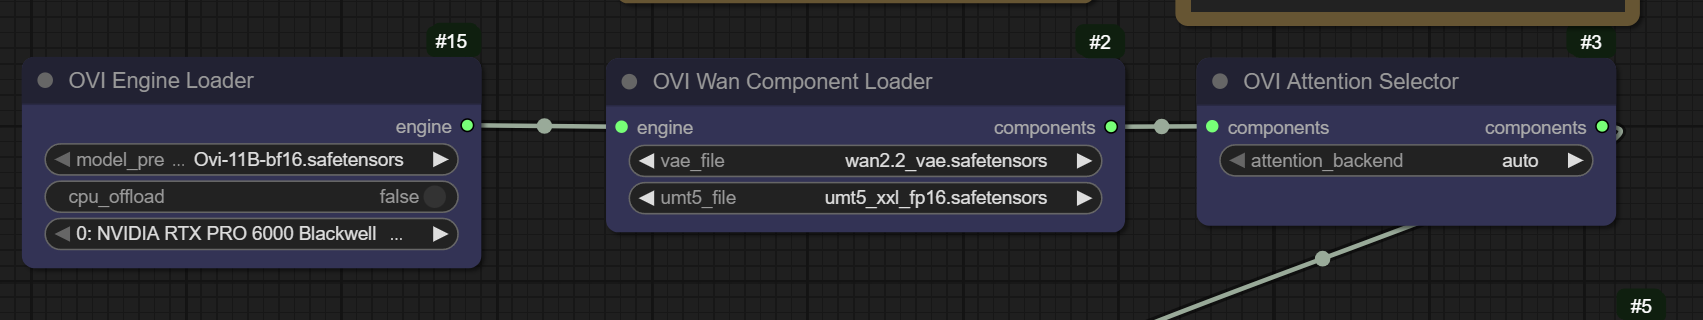 #15
OVI Engine Loader
engine
model_pre ... Ovi-11B-bf16.safetensors
cpu_offload false
0: NVIDIA RTX PRO 6000 Blackwell ...
#2
OVI Wan Component Loader
engine components
vae_file wan2.2_vae.safetensors
umt5_file umt5_xxl_fp16.safetensors
#3
OVI Attention Selector
components components
attention_backend auto
#5